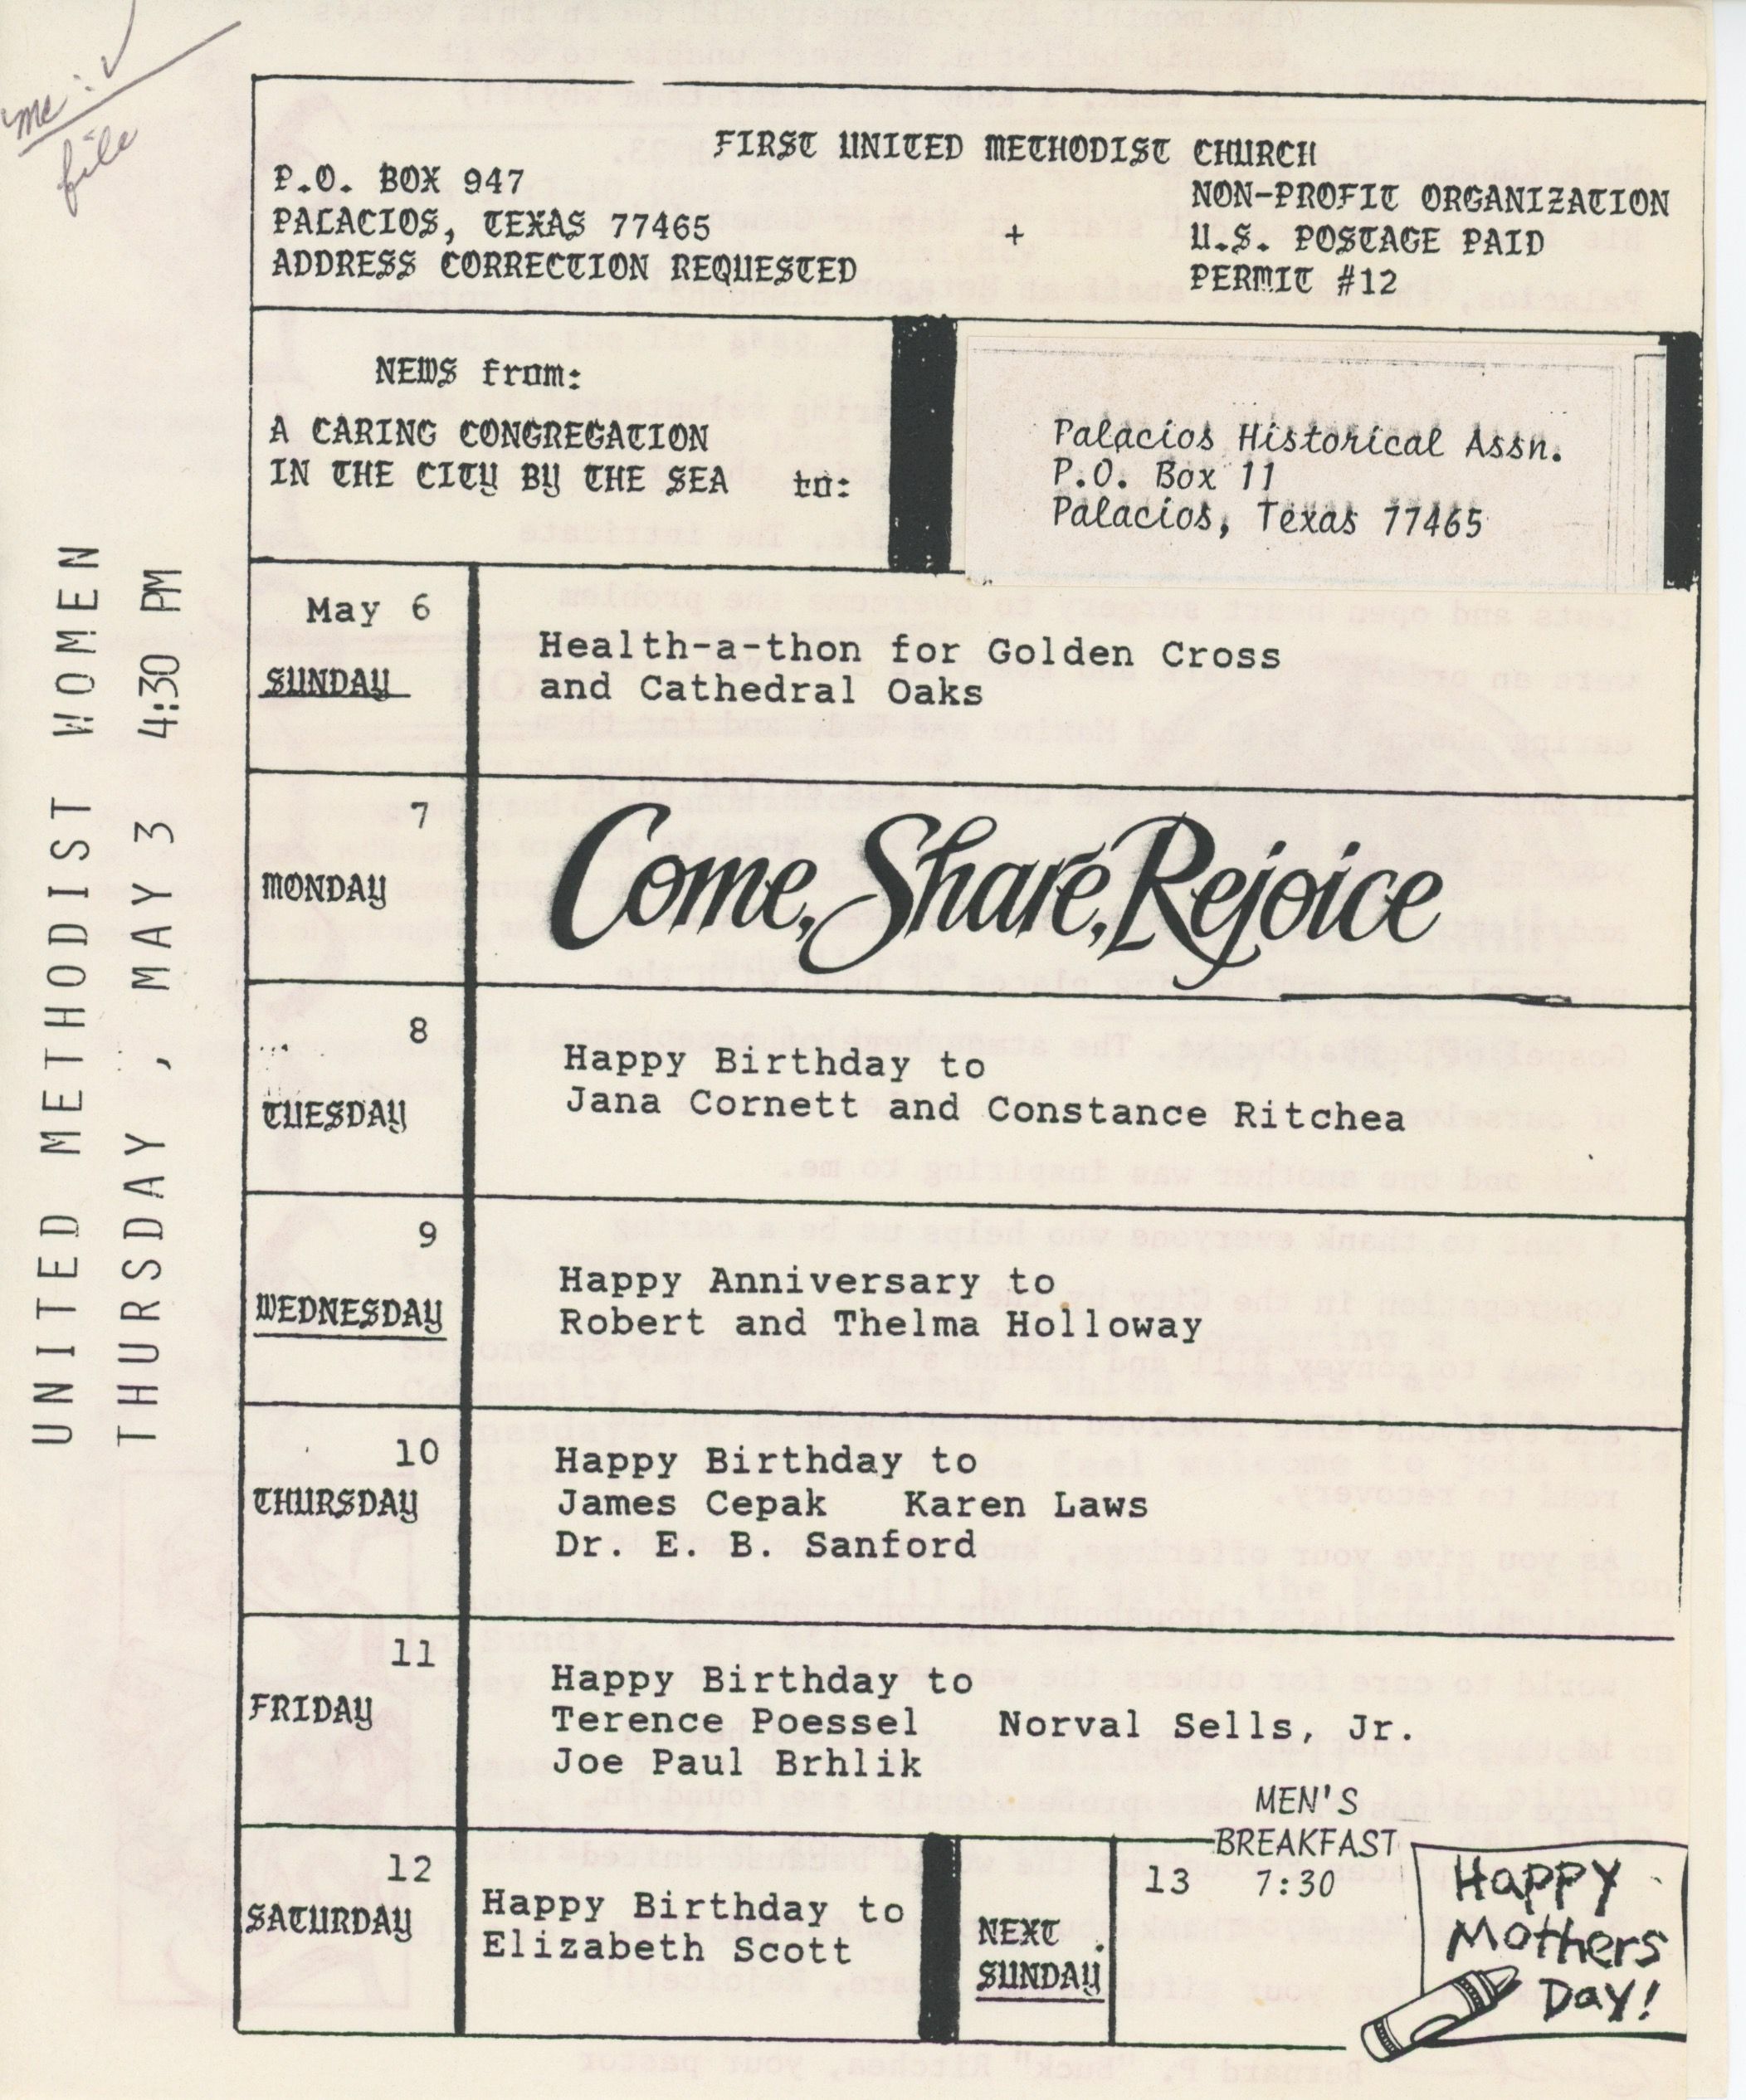 me: ✓
file
FIRST UNITED METHODIST CHURCH
P.O. BOX 947
PALACIOS, TEXAS 77465
ADDRESS CORRECTION REQUESTED
+
NON-PROFIT ORGANIZATION
U.S. POSTAGE PAID
PERMIT #12
NEWS from:
A CARING CONGREGATION
IN THE CITY BY THE SEA to:
Palacios Historical Assn.
P.O. Box 11
Palacios, Texas 77465
UNITED METHODIST WOMEN
THURSDAY, MAY 3 4:30 PM
May 6
SUNDAY
Health-a-thon for Golden Cross
and Cathedral Oaks
7
MONDAY
Come, Share, Rejoice
8
TUESDAY
Happy Birthday to
Jana Cornett and Constance Ritchea
9
WEDNESDAY
Happy Anniversary to
Robert and Thelma Holloway
10
THURSDAY
Happy Birthday to
James Cepak Karen Laws
Dr. E. B. Sanford
11
FRIDAY
Happy Birthday to
Terence Poessel Norval Sells, Jr.
Joe Paul Brhlik
12
SATURDAY
Happy Birthday to
Elizabeth Scott
NEXT
SUNDAY
13
MEN'S
BREAKFAST
7:30
Happy
Mothers
Day!